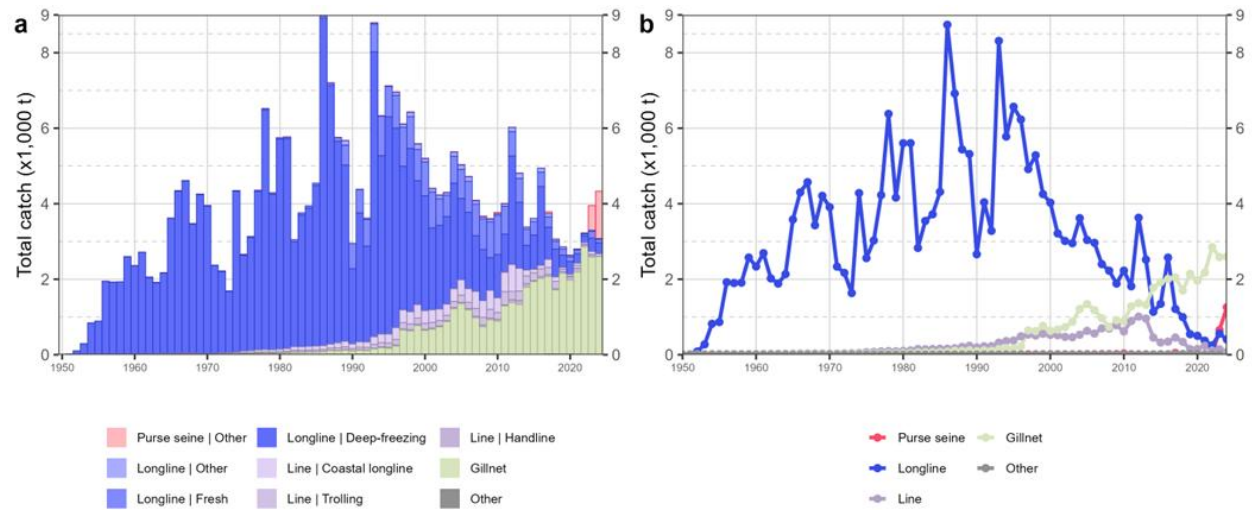 a
b
Total catch (x1,000 t)
9
8
6
4
2
0
9
8
6
4
2
0
1950 1960 1970 1980 1990 2000 2010 2020
Total catch (x1,000 t)
9
8
6
4
2
0
9
8
6
4
2
0
1950 1960 1970 1980 1990 2000 2010 2020
Purse seine | Other Longline | Deep-freezing Line | Handline
Longline | Other Line | Coastal longline Gillnet
Longline | Fresh Line | Trolling Other
Purse seine Gillnet
Longline Other
Line